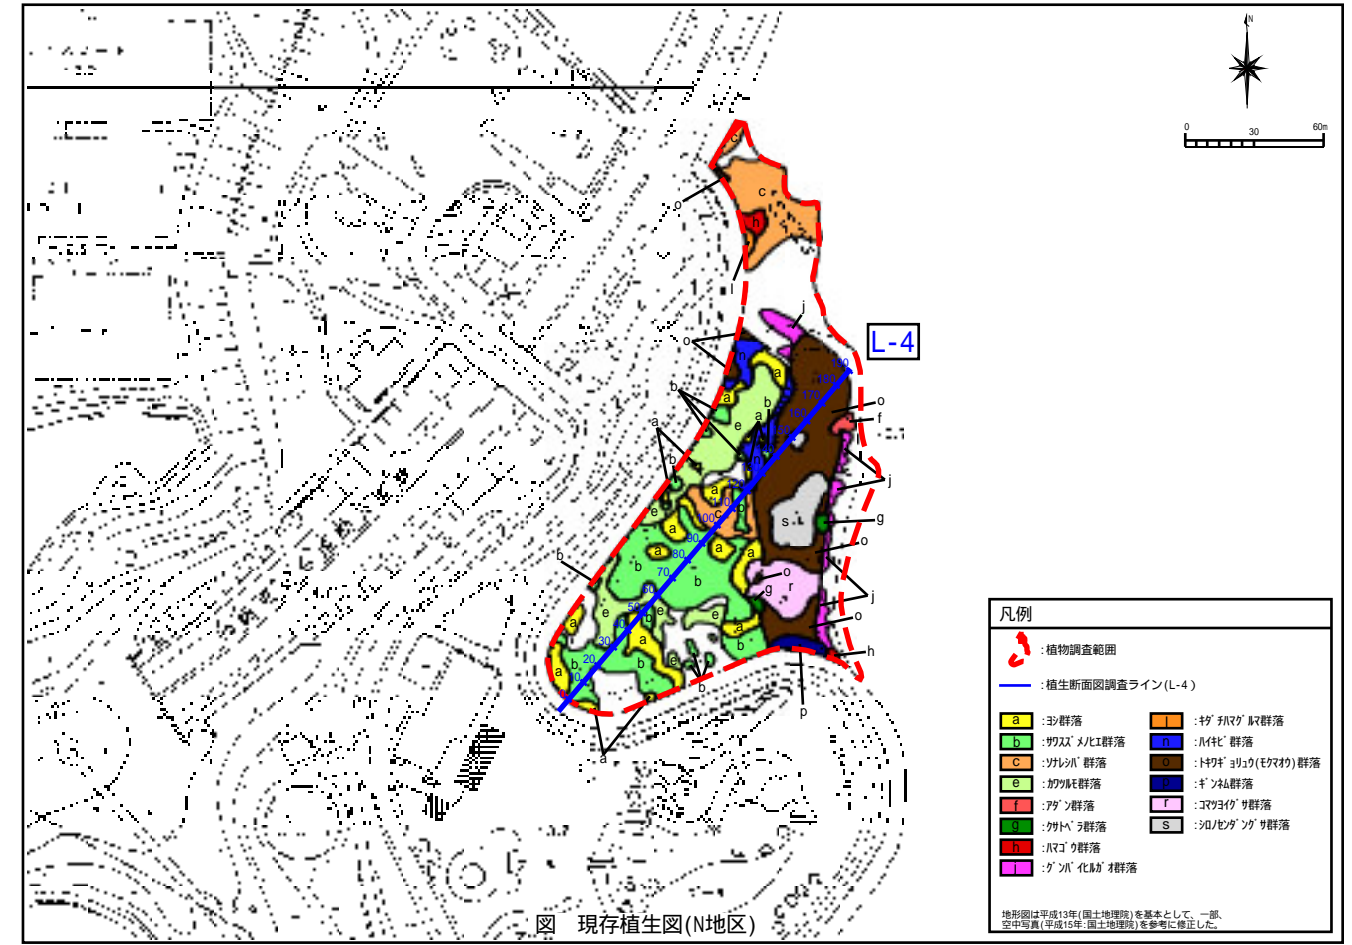 N
0 30 60m
L-4
凡例
:植物調査範囲
:植生断面図調査ライン(L-4)
a :ヨシ群落
b :サワスズメノヒエ群落
c :ソナレシバ群落
e :カワツルモ群落
f :アダン群落
g :クサトベラ群落
h :ハマゴウ群落
j :グンバイヒルガオ群落
l :キダチハマグルマ群落
n :ハイキビ群落
o :トキワギョリュウ(モクマオウ)群落
p :ギンネム群落
r :コマツヨイグサ群落
s :シロノセンダングサ群落
地形図は平成13年(国土地理院)を基本として、一部、
空中写真(平成15年:国土地理院)を参考に修正した。
図 現存植生図(N地区)